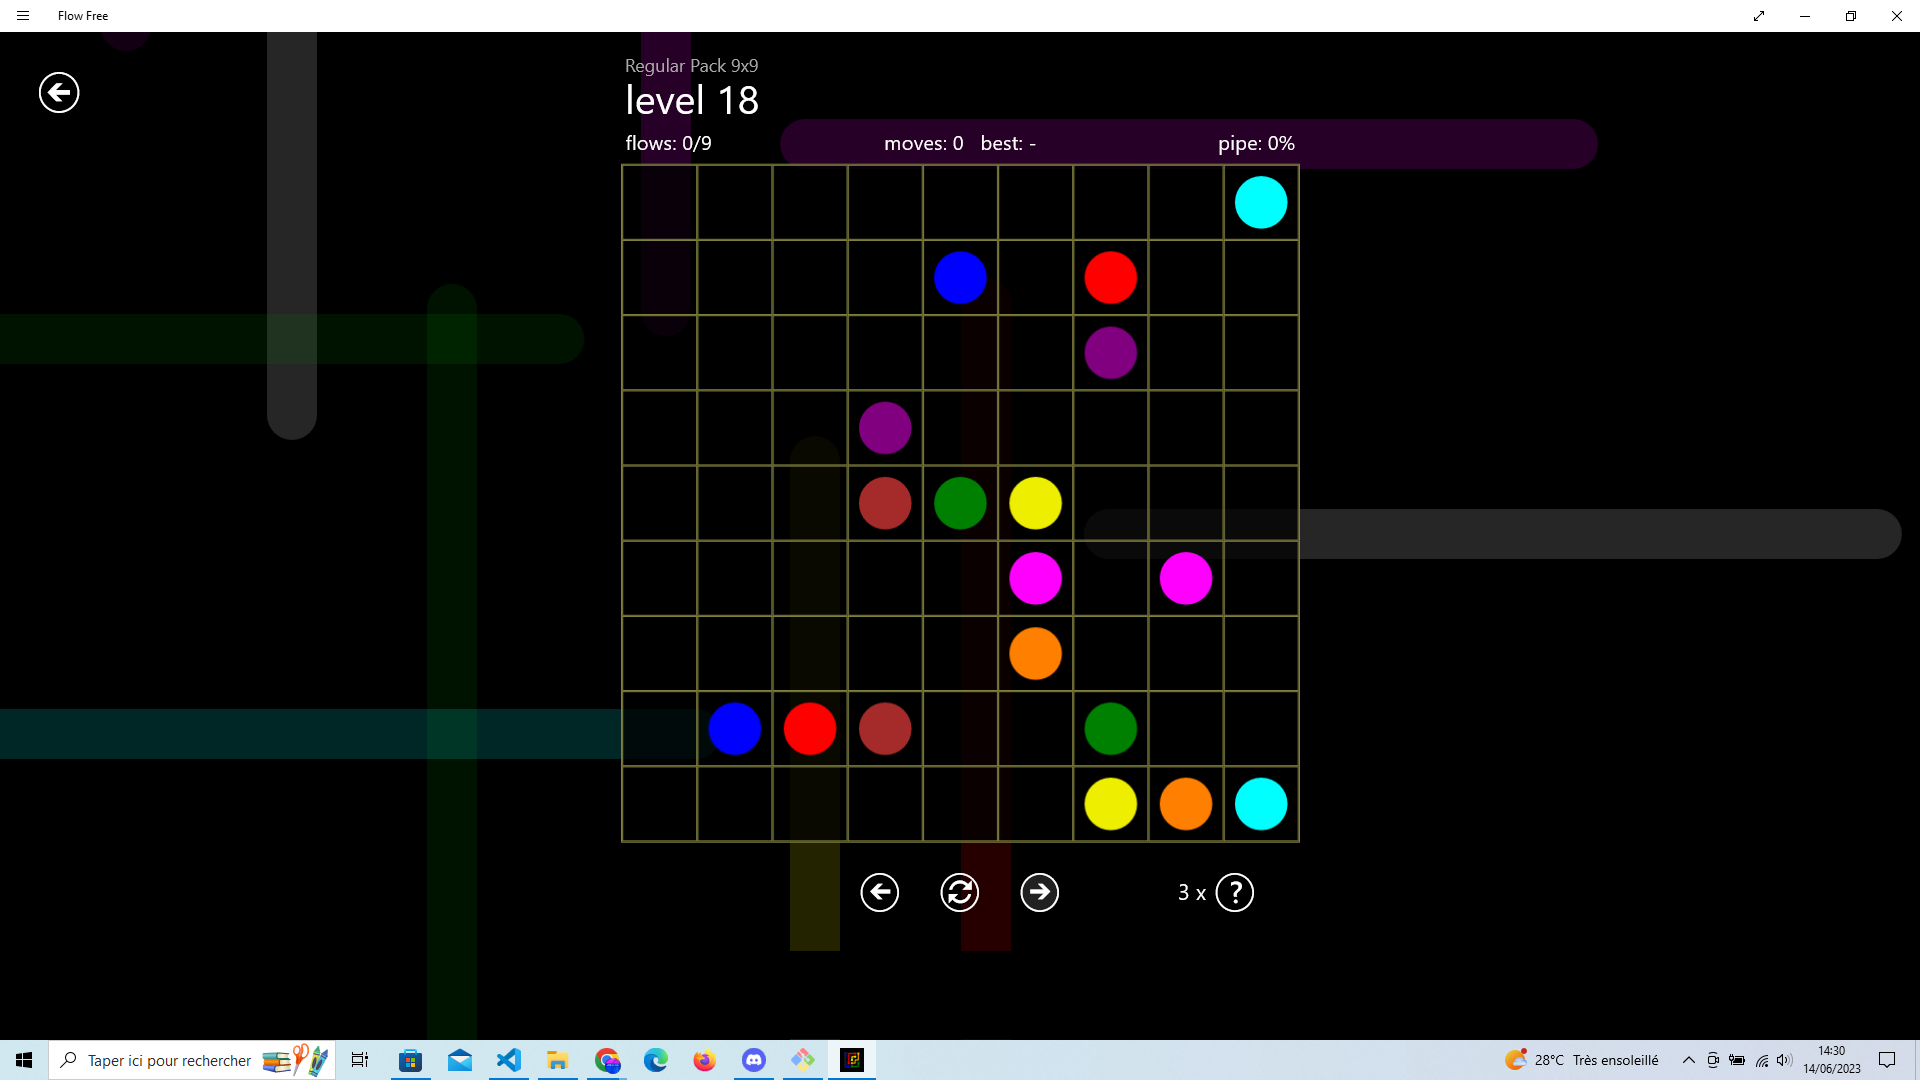 Flow Free
Regular Pack 9x9
level 18
flows: 0/9 moves: 0 best: - pipe: 0%
3 x ?
Taper ici pour rechercher
28°C Très ensoleillé
14:30
14/06/2023